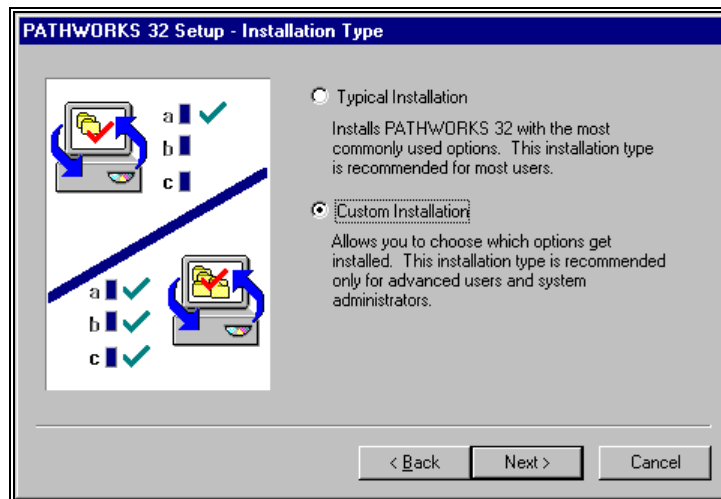 PATHWORKS 32 Setup - Installation Type
a
b
c
a
b
c
Typical Installation
Installs PATHWORKS 32 with the most
commonly used options. This installation type
is recommended for most users.
Custom Installation
Allows you to choose which options get
installed. This installation type is recommended
only for advanced users and system
administrators.
< Back
Next >
Cancel